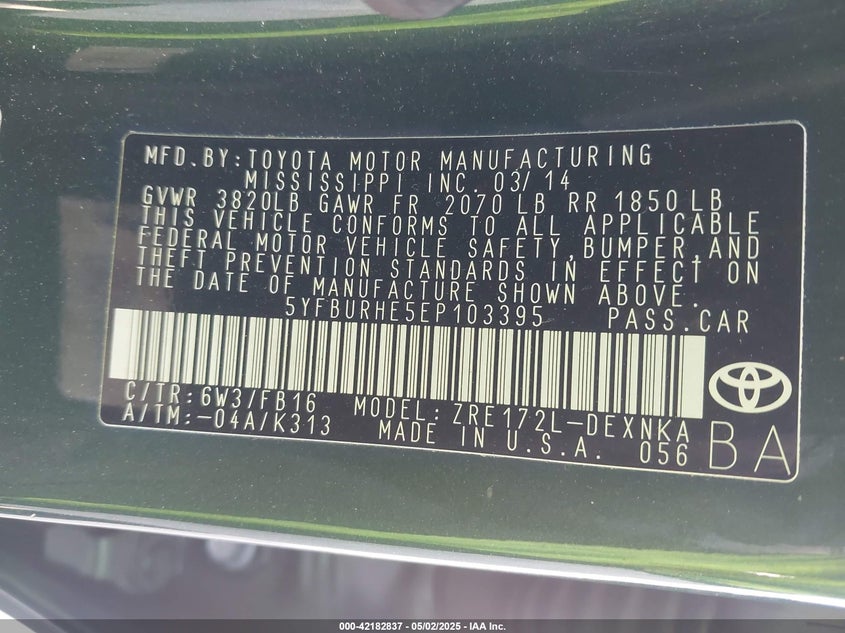 MFD.BY:TOYOTA MOTOR MANUFACTURING
MISSISSIPPI INC. 03/14
GVWR 3820LB GAWR FR 2070 LB RR 1850 LB
THIS VEHICLE CONFORMS TO ALL APPLICABLE
FEDERAL MOTOR VEHICLE SAFETY,BUMPER,AND
THEFT PREVENTION STANDARDS IN EFFECT ON
THE DATE OF MANUFACTURE SHOWN ABOVE.
5YFBURHE5EP103395 PASS.CAR
C/TR:6W3/FB16 MODEL:ZRE172L-DEXNKA
A/TM:-04A/K313 MADE IN U.S.A. 056
BA
000-42182837 - 05/02/2025 - IAA Inc.